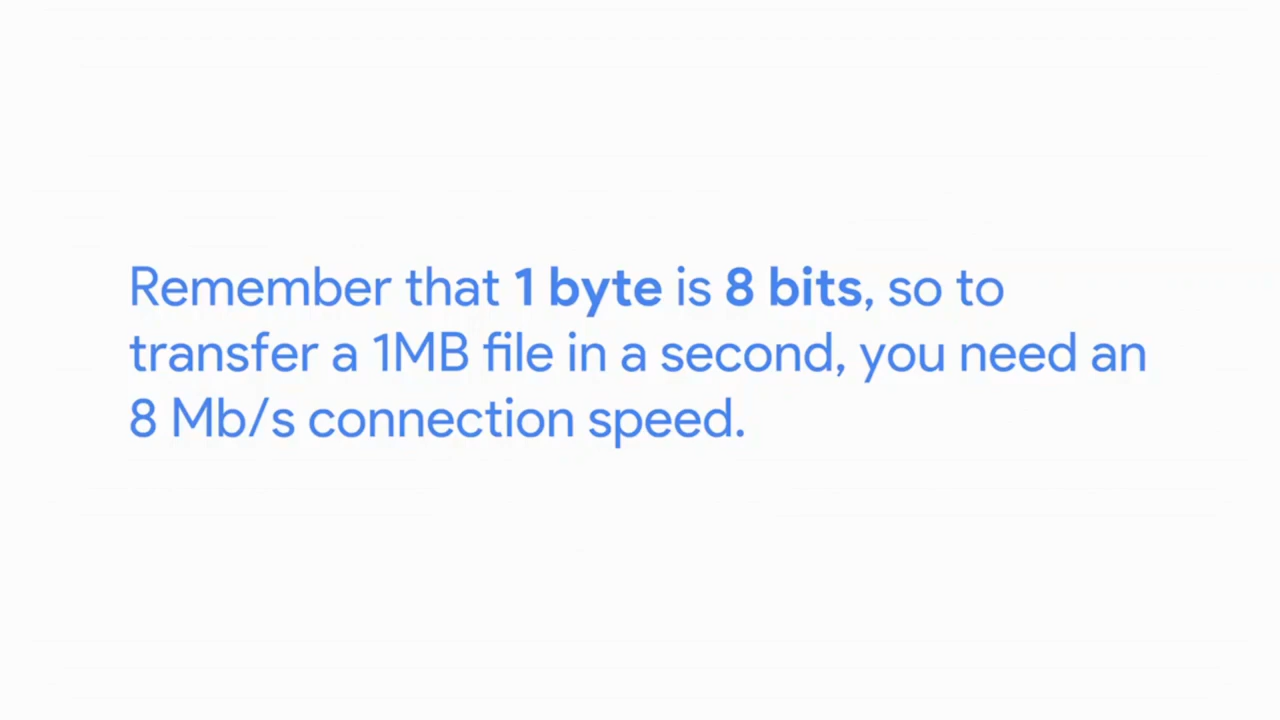 Remember that 1 byte is 8 bits, so to
transfer a 1MB file in a second, you need an
8 Mb/s connection speed.